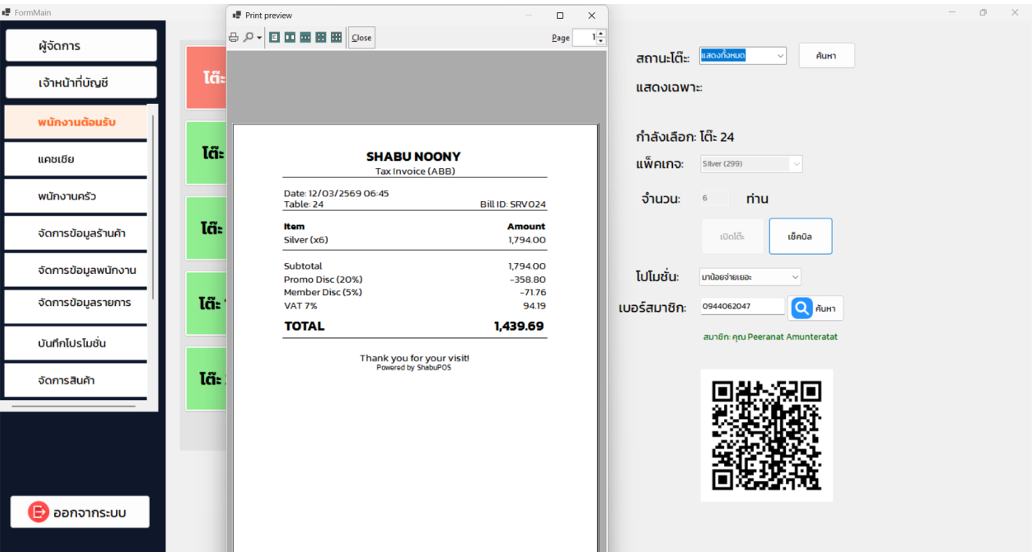 FormMain
ผู้จัดการ
เจ้าหน้าที่บัญชี
พนักงานต้อนรับ
แคชเชีย
พนักงานครัว
จัดการข้อมูลร้านค้า
จัดการข้อมูลพนักงาน
จัดการข้อมูลรายการ
บันทึกโปรโมชั่น
จัดการสินค้า
ออกจากระบบ
โต๊ะ
โต๊ะ
โต๊ะ
โต๊ะ
โต๊ะ
Print preview
Close
Page 1
SHABU NOONY
Tax Invoice (ABB)
Date: 12/03/2569 06:45
Table: 24 Bill ID: SRV024
Item Amount
Silver (x6) 1,794.00
Subtotal 1,794.00
Promo Disc (20%) -358.80
Member Disc (5%) -71.76
VAT 7% 94.19
TOTAL 1,439.69
Thank you for your visit!
Powered by ShabuPOS
สถานะโต๊ะ: แสดงทั้งหมด ค้นหา
แสดงเฉพาะ:
กำลังเลือก: โต๊ะ 24
แพ็คเกจ: Silver (299)
จำนวน: 6 ท่าน
เปิดโต๊ะ เช็คบิล
โปโมชั่น: มาน้อยจ่ายเยอะ
เบอร์สมาชิก: 0944062047 ค้นหา
สมาชิก: คุณ Peeranat Amunteratat